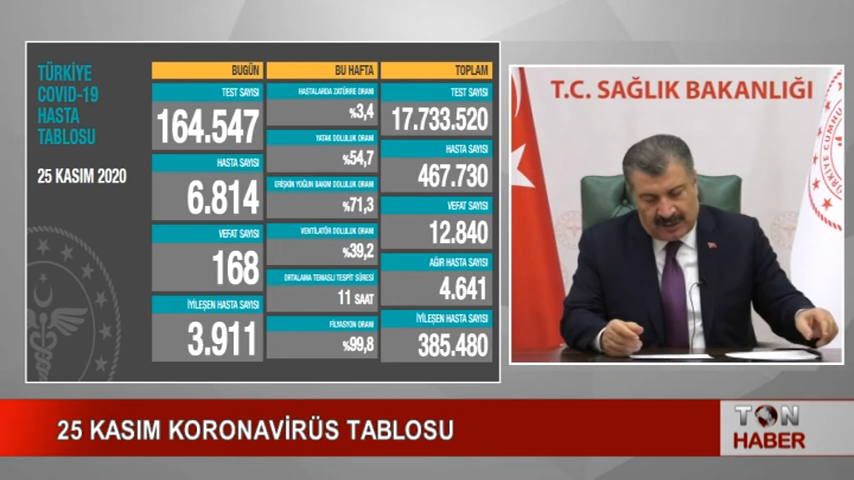 TÜRKİYE
COVID-19
HASTA
TABLOSU
25 KASIM 2020
BUGÜN
TEST SAYISI
164.547
HASTA SAYISI
6.814
VEFAT SAYISI
168
İYİLEŞEN HASTA SAYISI
3.911
BU HAFTA
HASTALARDA ZATÜRRE ORANI
%3,4
YATAK DOLULUK ORANI
%54,7
ERİŞKİN YOĞUN BAKIM DOLULUK ORANI
%71,3
VENTİLATÖR DOLULUK ORANI
%39,2
ORTALAMA TEMASLI TESPİT SÜRESİ
11 SAAT
FİLYASYON ORANI
%99,8
TOPLAM
TEST SAYISI
17.733.520
HASTA SAYISI
467.730
VEFAT SAYISI
12.840
AĞIR HASTA SAYISI
4.641
İYİLEŞEN HASTA SAYISI
385.480
T.C. SAĞLIK BAKANLIĞI
25 KASIM KORONAVİRÜS TABLOSU
TON
HABER